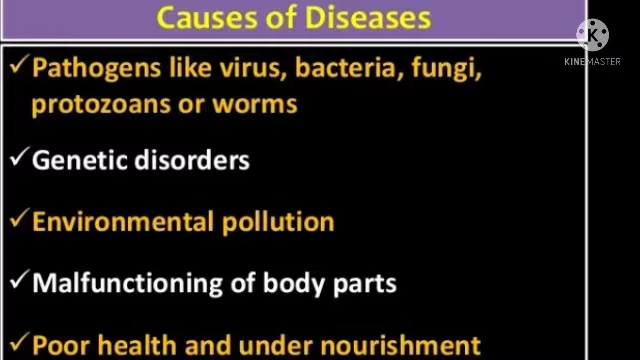 Causes of Diseases
K
KINEMASTER
✓Pathogens like virus, bacteria, fungi,
protozoans or worms
✓Genetic disorders
✓Environmental pollution
✓Malfunctioning of body parts
✓Poor health and under nourishment